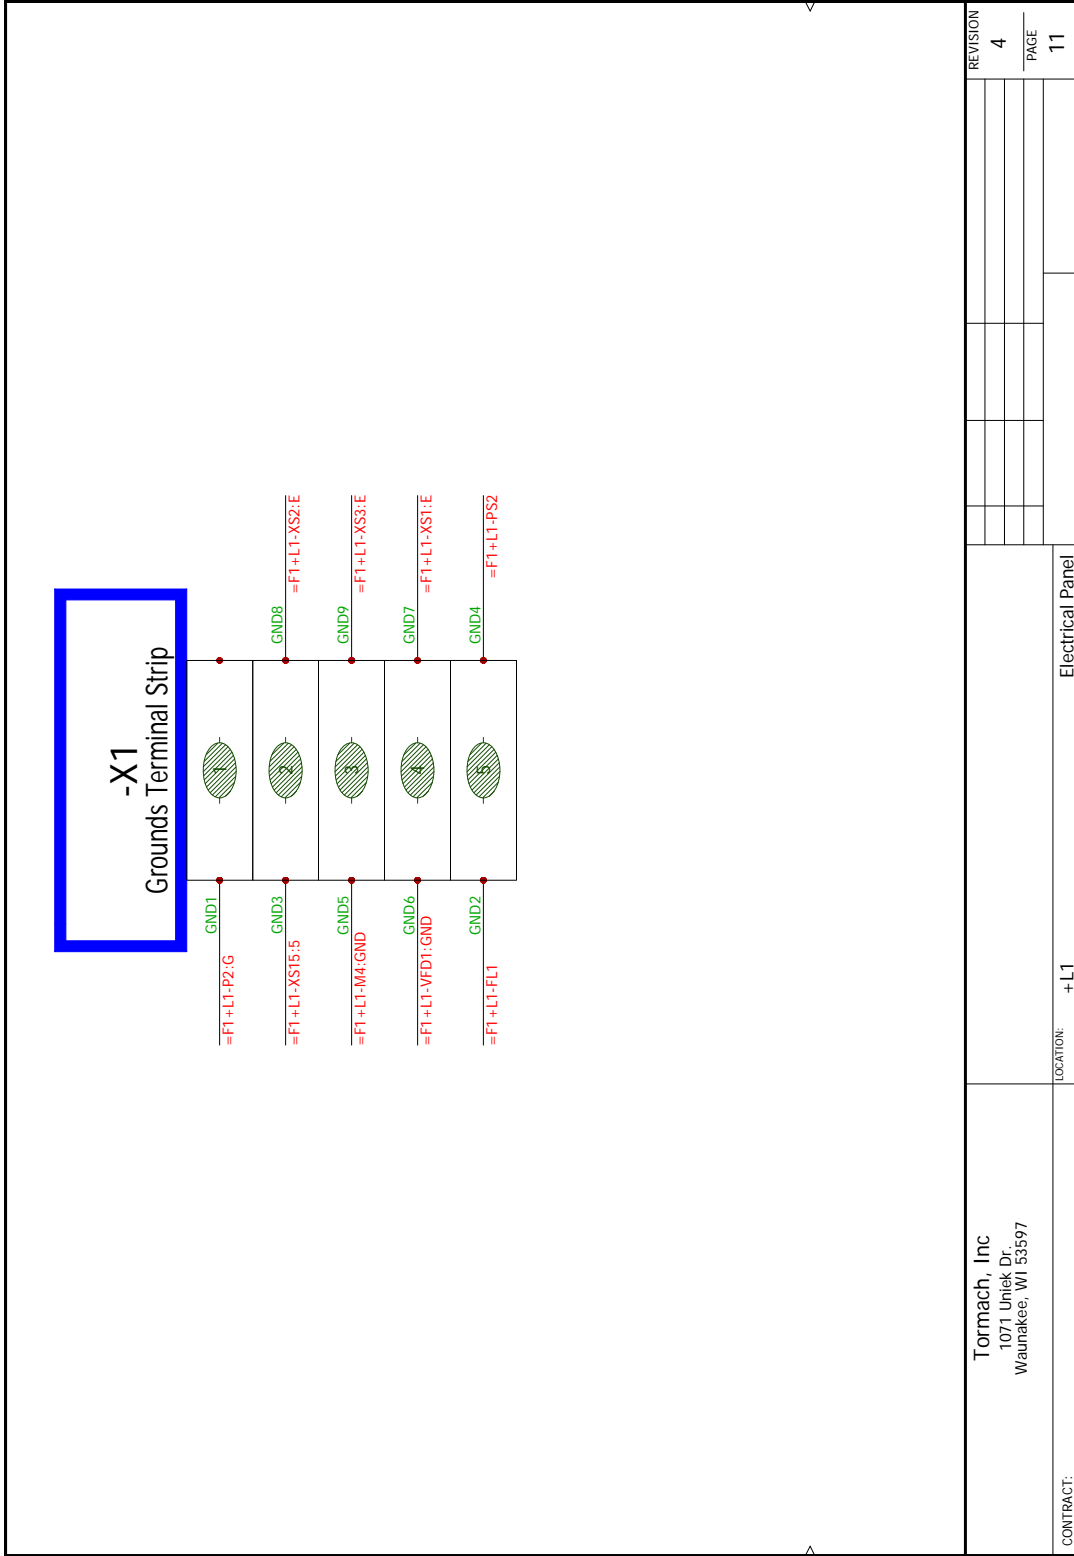 -X1
Grounds Terminal Strip
GND1
=F1+L1-P2:G
1
GND3
=F1+L1-XS15:5
2
GND8
=F1+L1-XS2:E
GND5
=F1+L1-M4:GND
3
GND9
=F1+L1-XS3:E
GND6
=F1+L1-VFD1:GND
4
GND7
=F1+L1-XS1:E
GND2
=F1+L1-FL1
5
GND4
=F1+L1-PS2
Tormach, Inc
1071 Uniek Dr.
Waunakee, WI 53597
CONTRACT:
LOCATION:
+L1
Electrical Panel
REVISION
4
PAGE
11